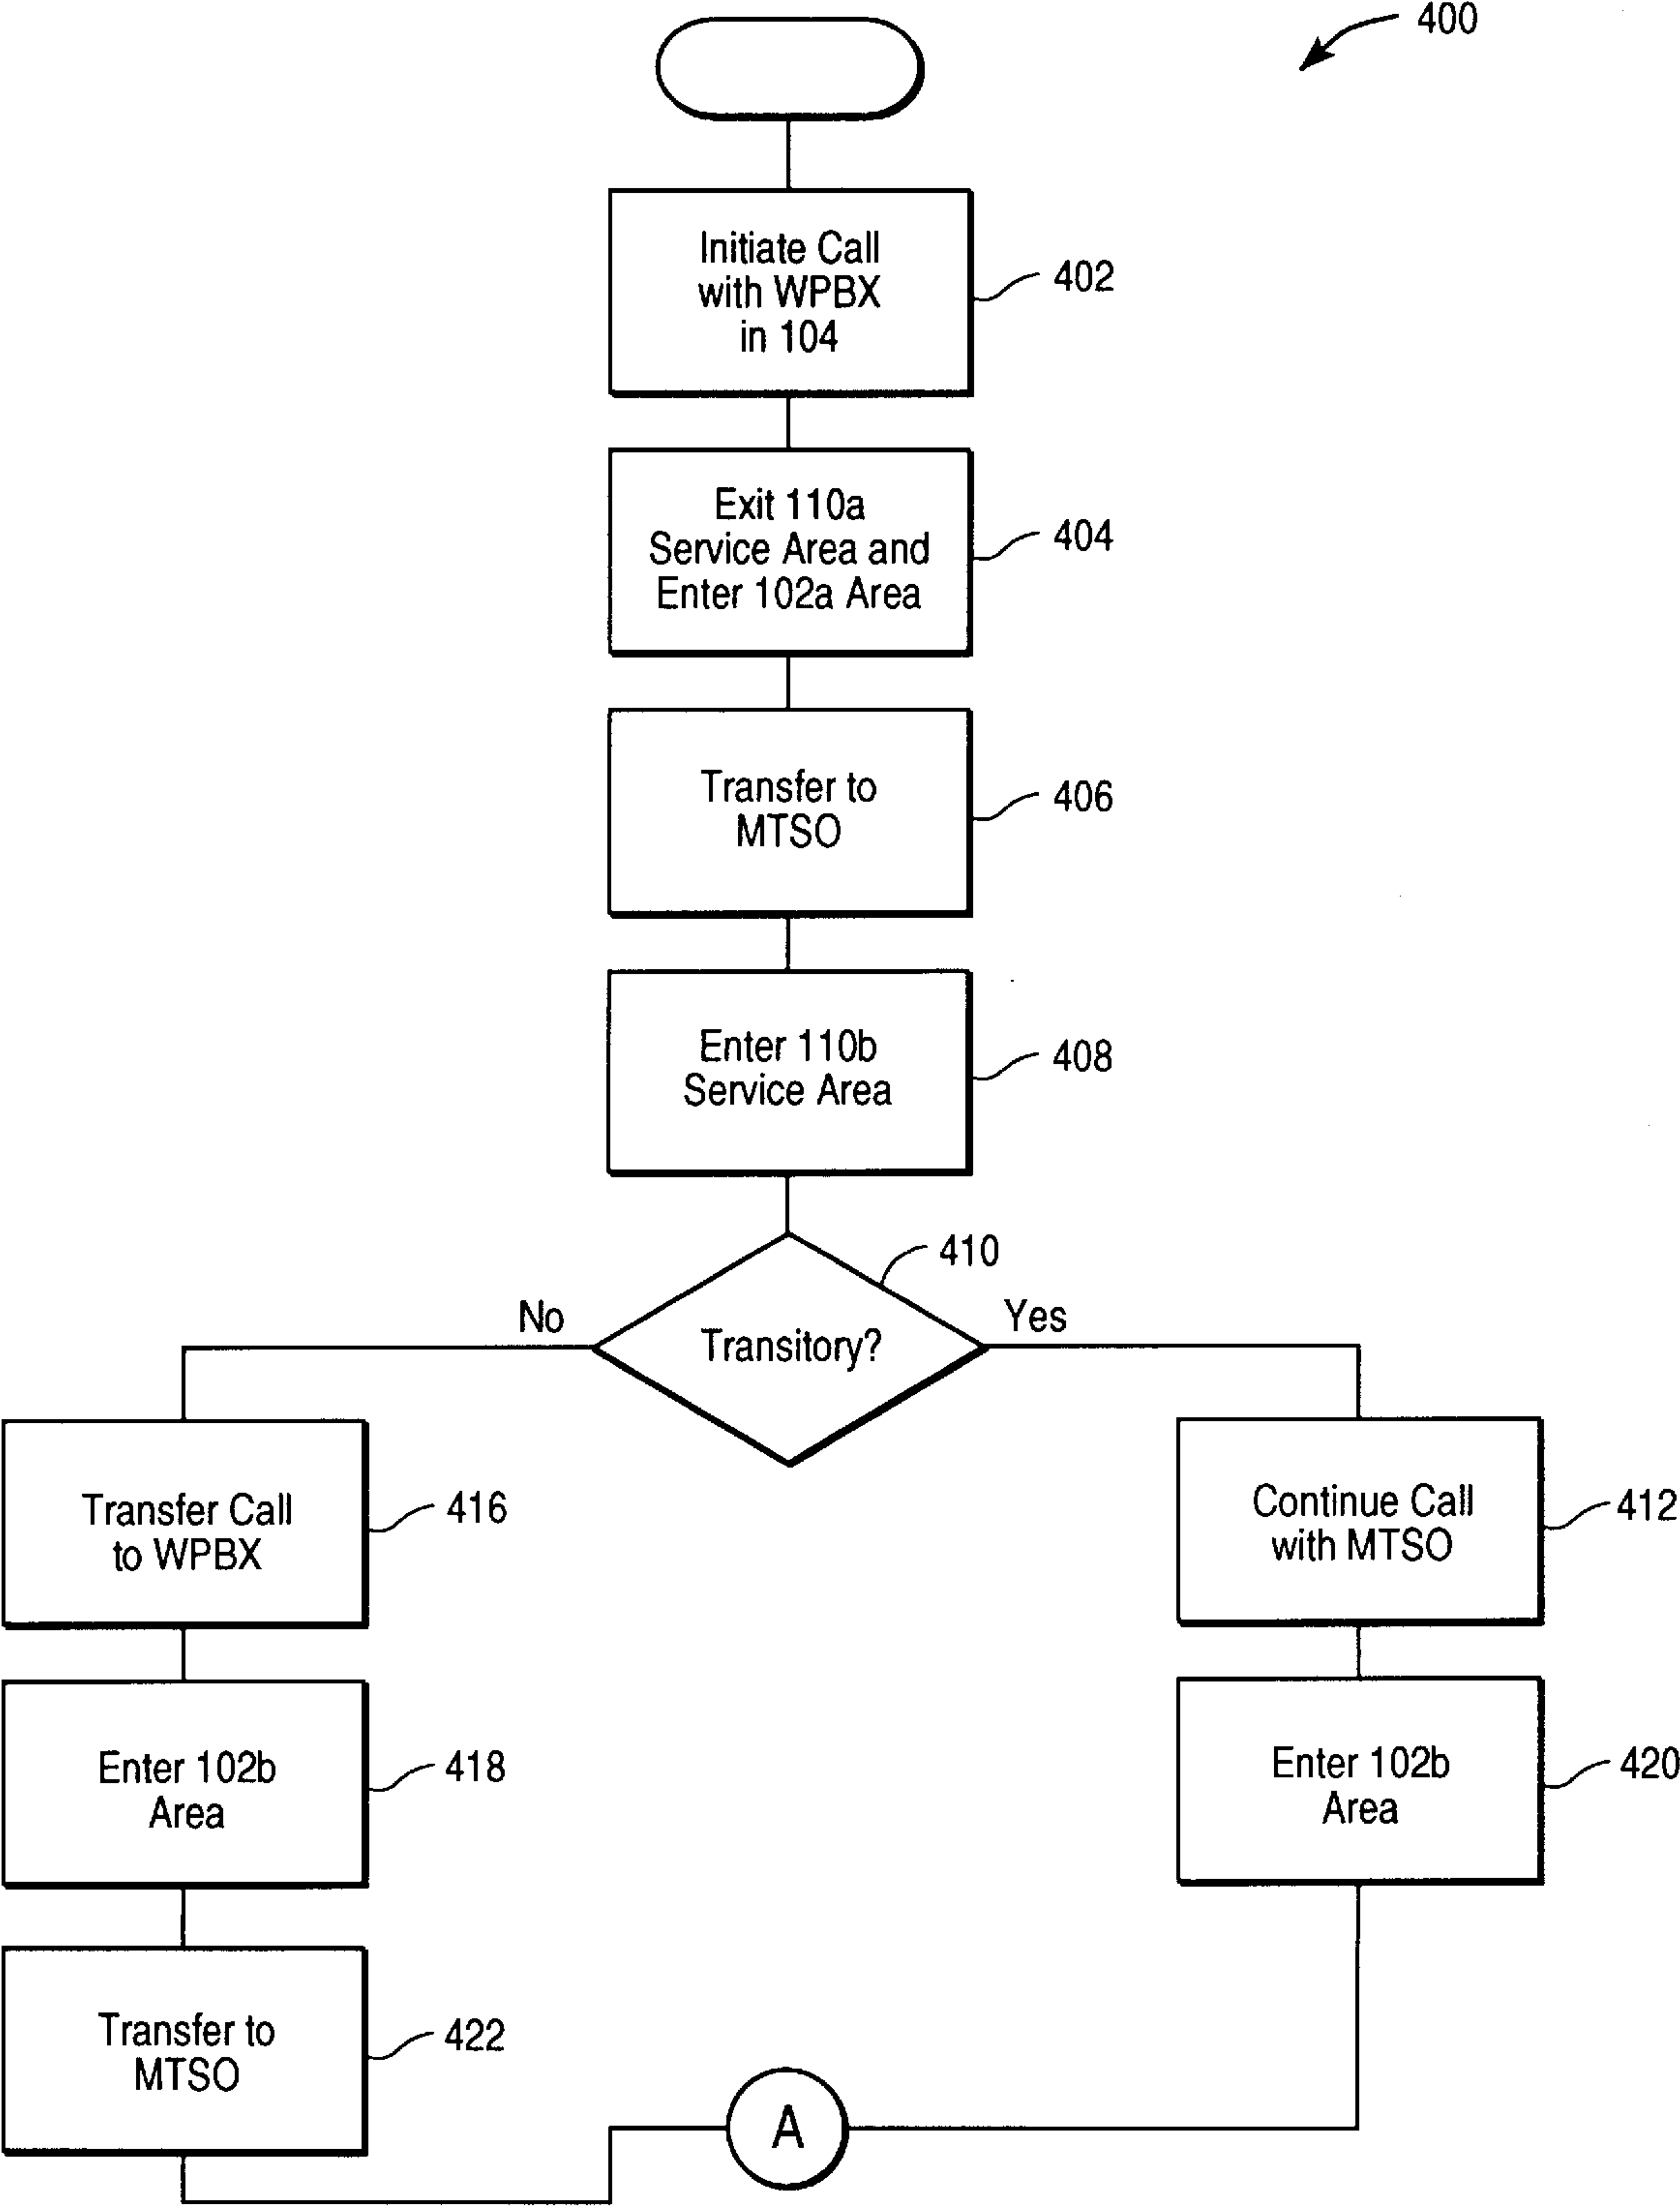 400
Initiate Call
with WPBX
in 104
402
Exit 110a
Service Area and
Enter 102a Area
404
Transfer to
MTSO
406
Enter 110b
Service Area
408
410
No
Transitory?
Yes
Transfer Call
to WPBX
416
Continue Call
with MTSO
412
Enter 102b
Area
418
Enter 102b
Area
420
Transfer to
MTSO
422
A